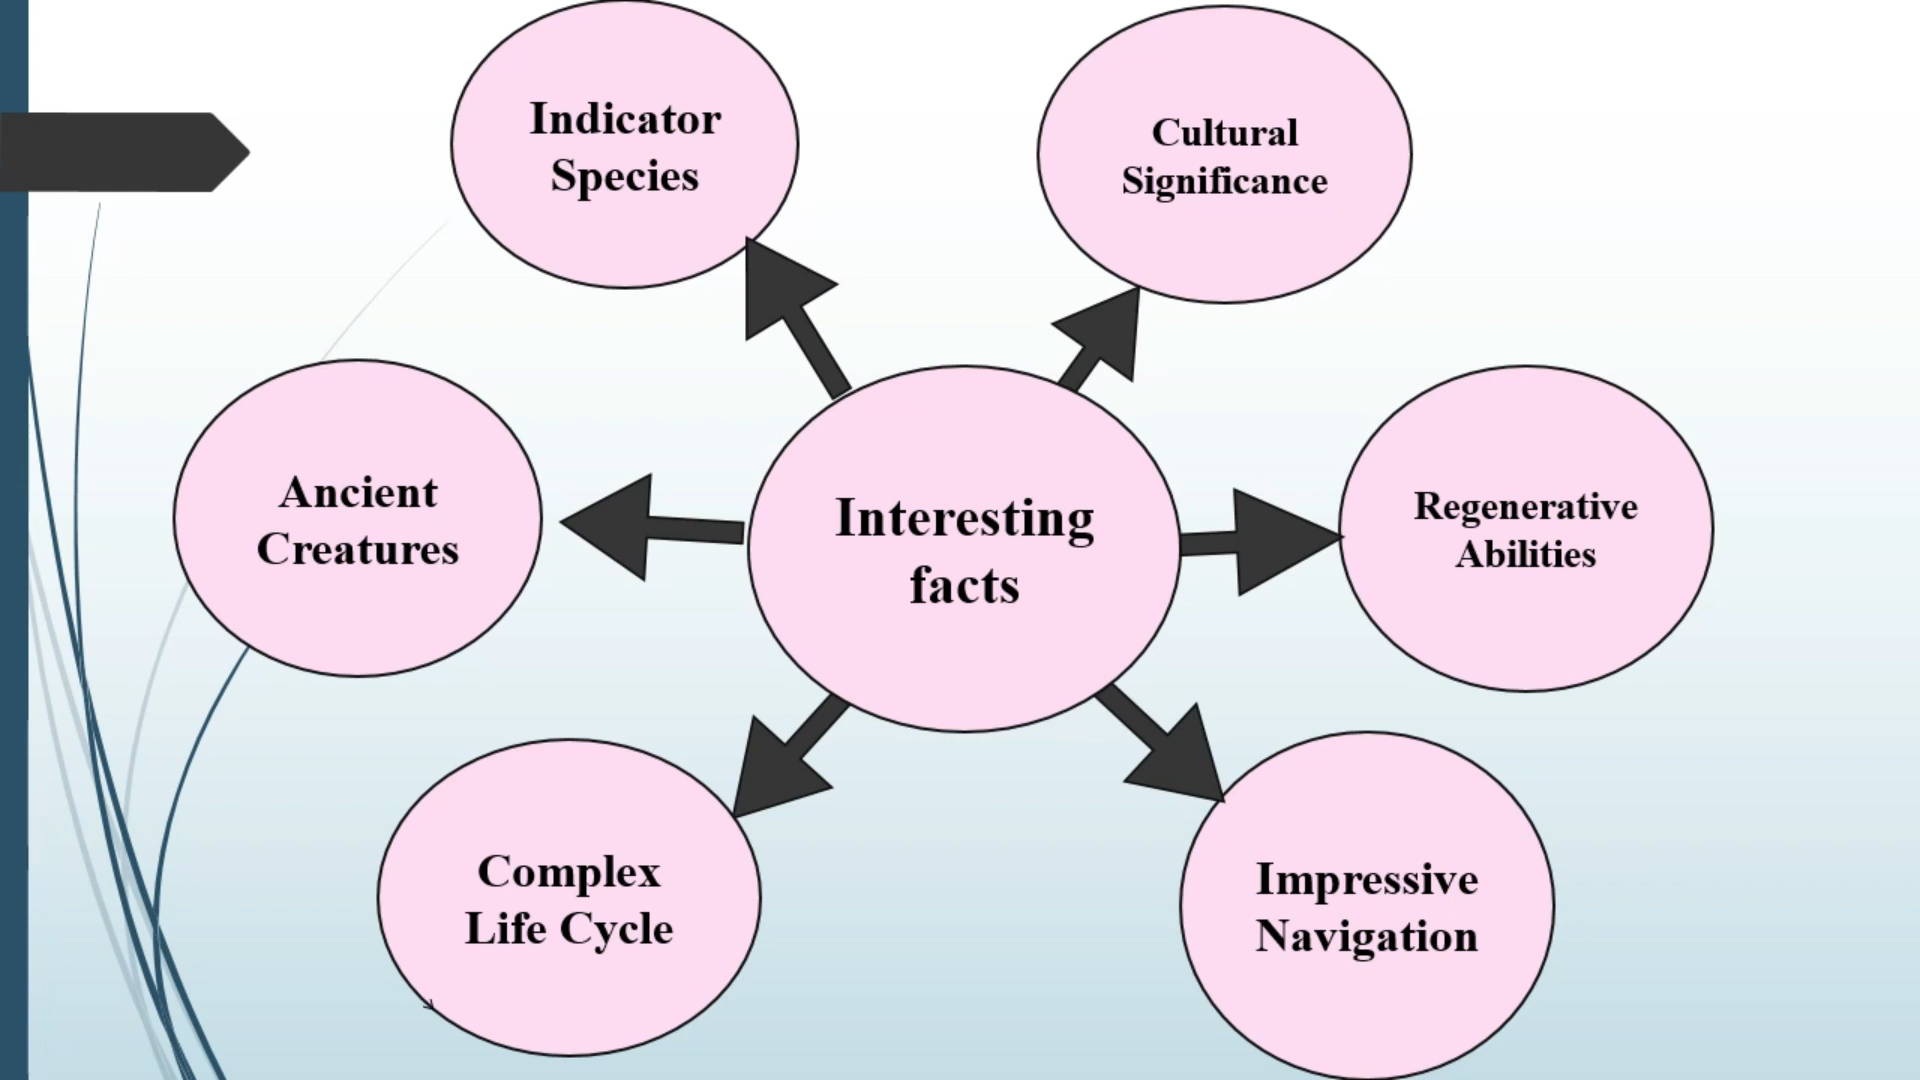 Indicator
Species
Cultural
Significance
Ancient
Creatures
Interesting
facts
Regenerative
Abilities
Complex
Life Cycle
Impressive
Navigation